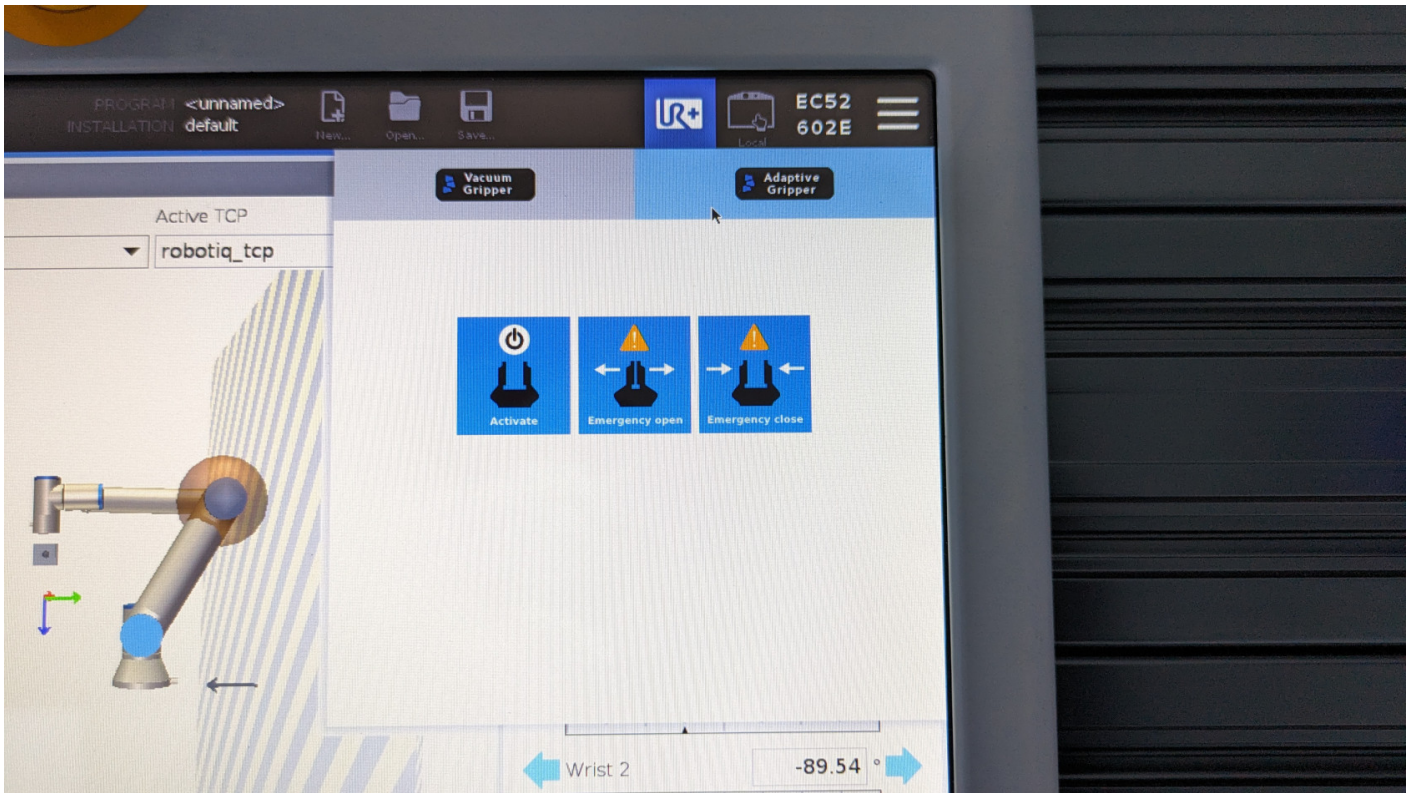 PROGRAM <unnamed>
INSTALLATION default
New...
Open...
Save...
UR+
Local
EC52
602E
Vacuum
Gripper
Adaptive
Gripper
Active TCP
robotiq_tcp
Activate
Emergency open
Emergency close
Wrist 2
-89.54 °